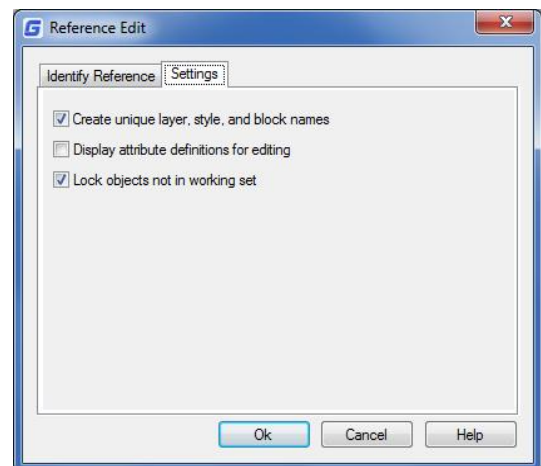 Reference Edit
Identify Reference Settings
Create unique layer, style, and block names
Display attribute definitions for editing
Lock objects not in working set
Ok Cancel Help